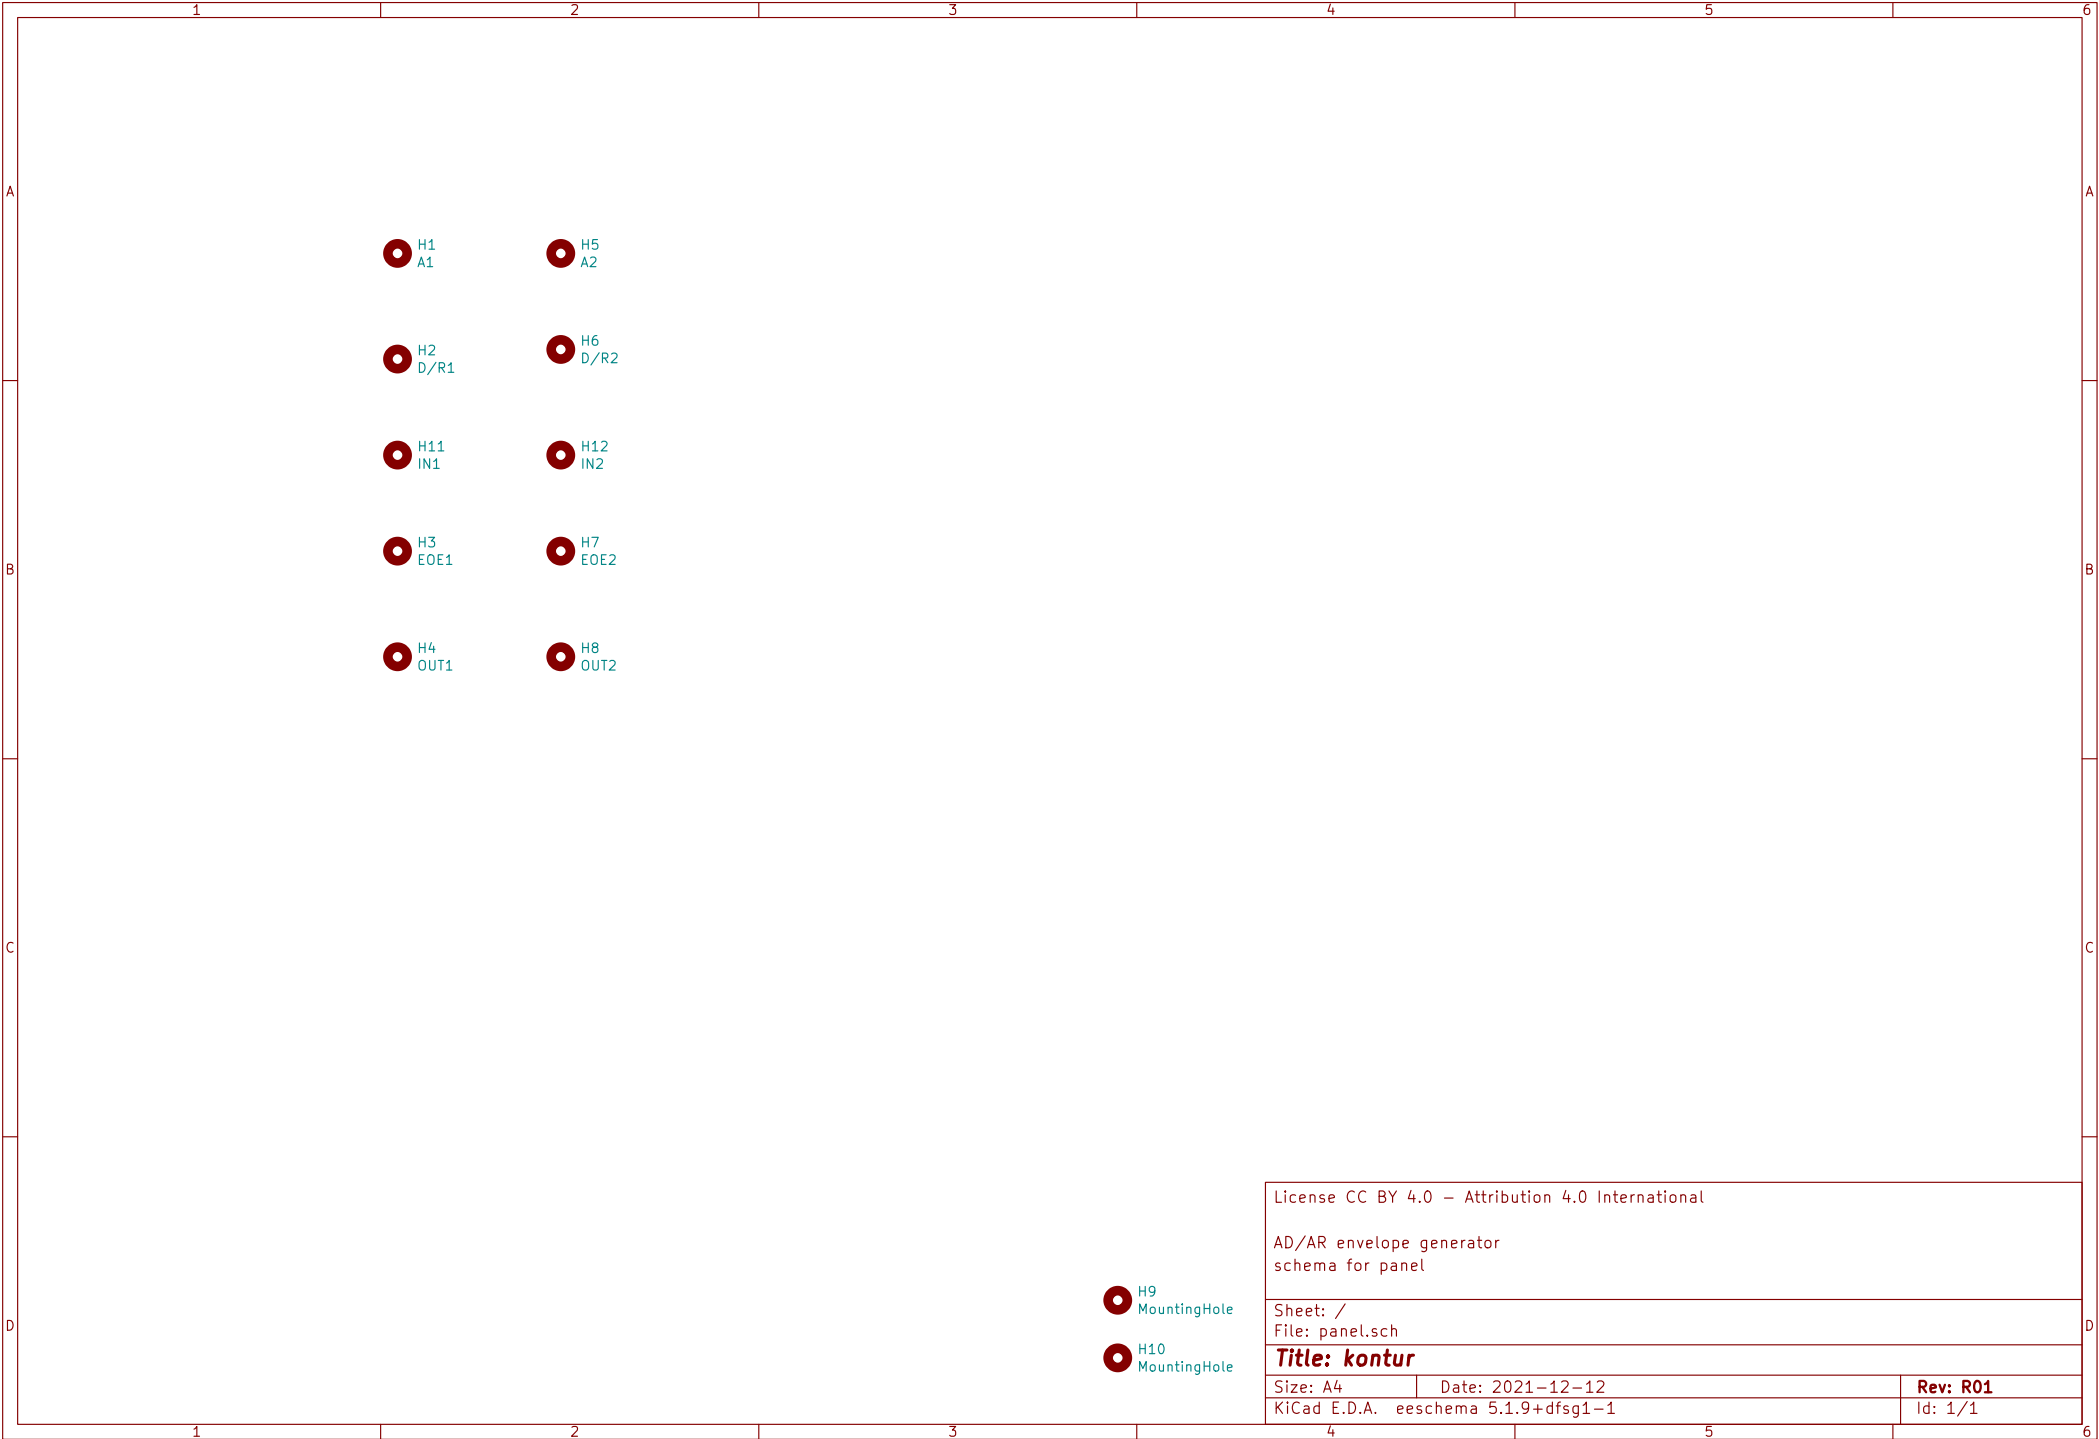 1 2 3 4 5 6
A A
H1 H5
A1 A2
H6
H2 D/R2
D/R1
H11 H12
IN1 IN2
H3 H7
EOE1 EOE2
B B
H4 H8
OUT1 OUT2
C C
License CC BY 4.0 - Attribution 4.0 International
AD/AR envelope generator
schema for panel
H9
MountingHole
Sheet: /
File: panel.sch
D D
H10
MountingHole
Title: kontur
Size: A4 Date: 2021-12-12 Rev: R01
KiCad E.D.A. eeschema 5.1.9+dfsg1-1 Id: 1/1
1 2 3 4 5 6